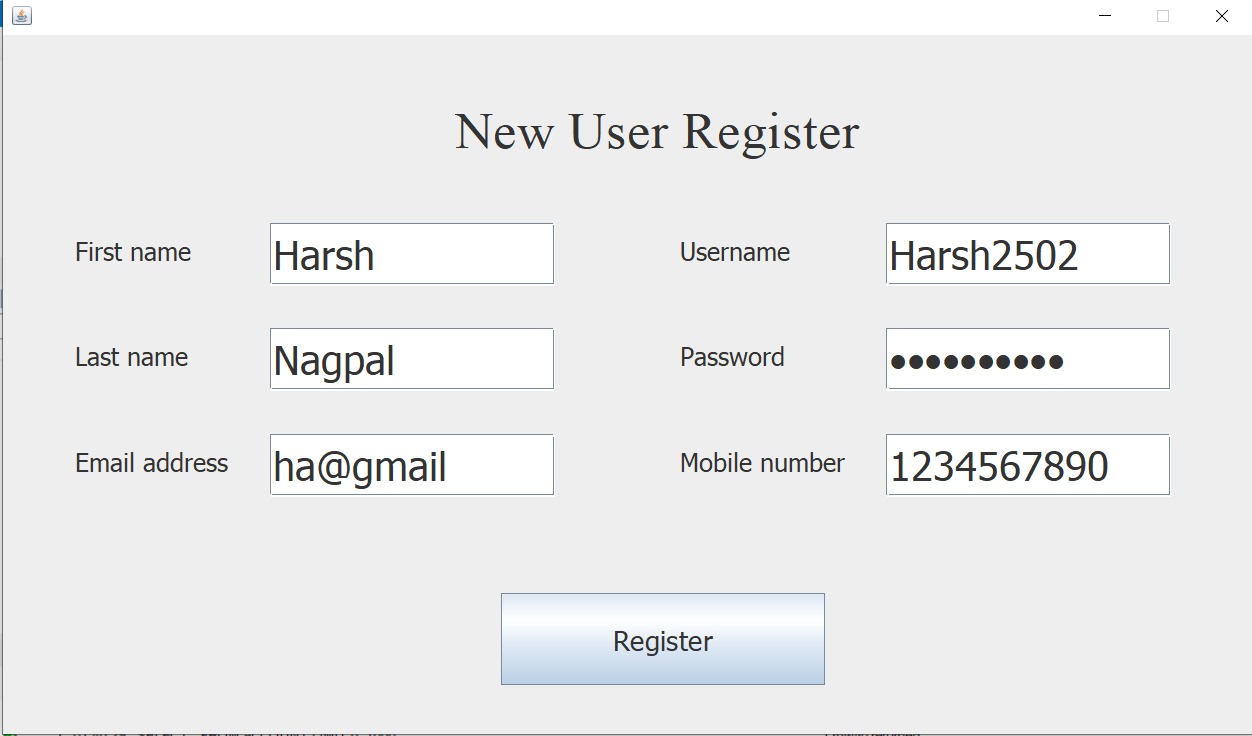 New User Register
First name Harsh Username Harsh2502
Last name Nagpal Password ••••••••••
Email address ha@gmail Mobile number 1234567890
Register